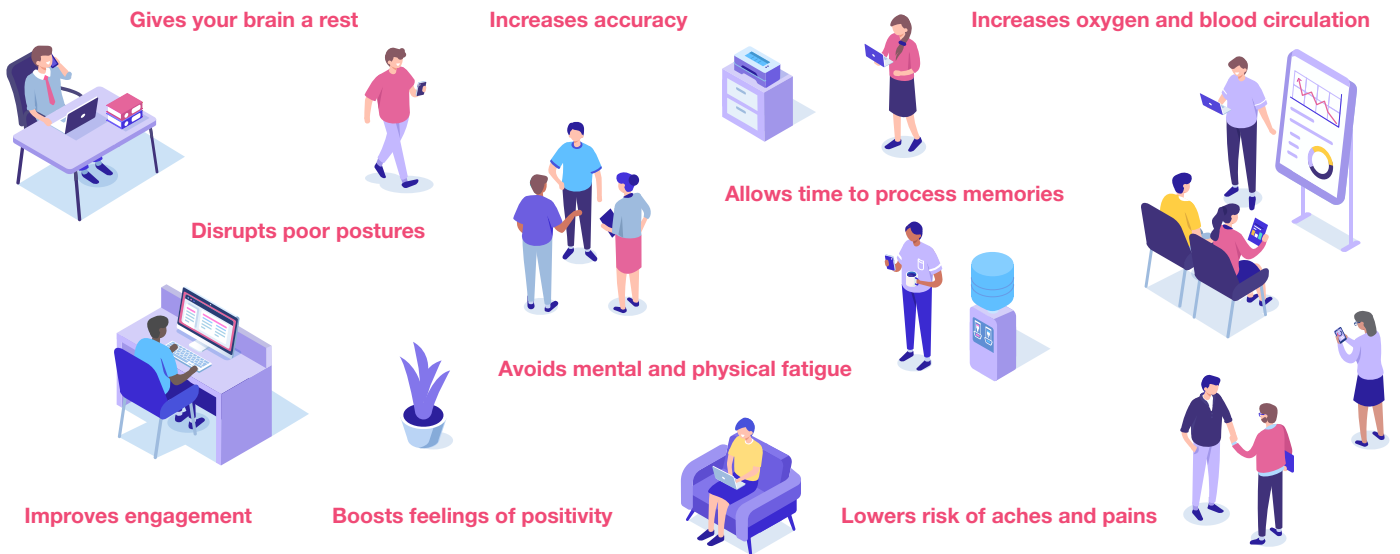 Gives your brain a rest
Increases accuracy
Increases oxygen and blood circulation
Allows time to process memories
Disrupts poor postures
Avoids mental and physical fatigue
Improves engagement
Boosts feelings of positivity
Lowers risk of aches and pains